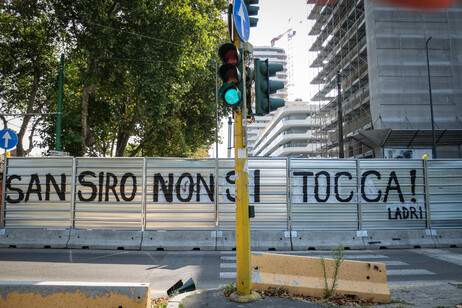 SAN SIRO NON SI TOCCA!
LADRI